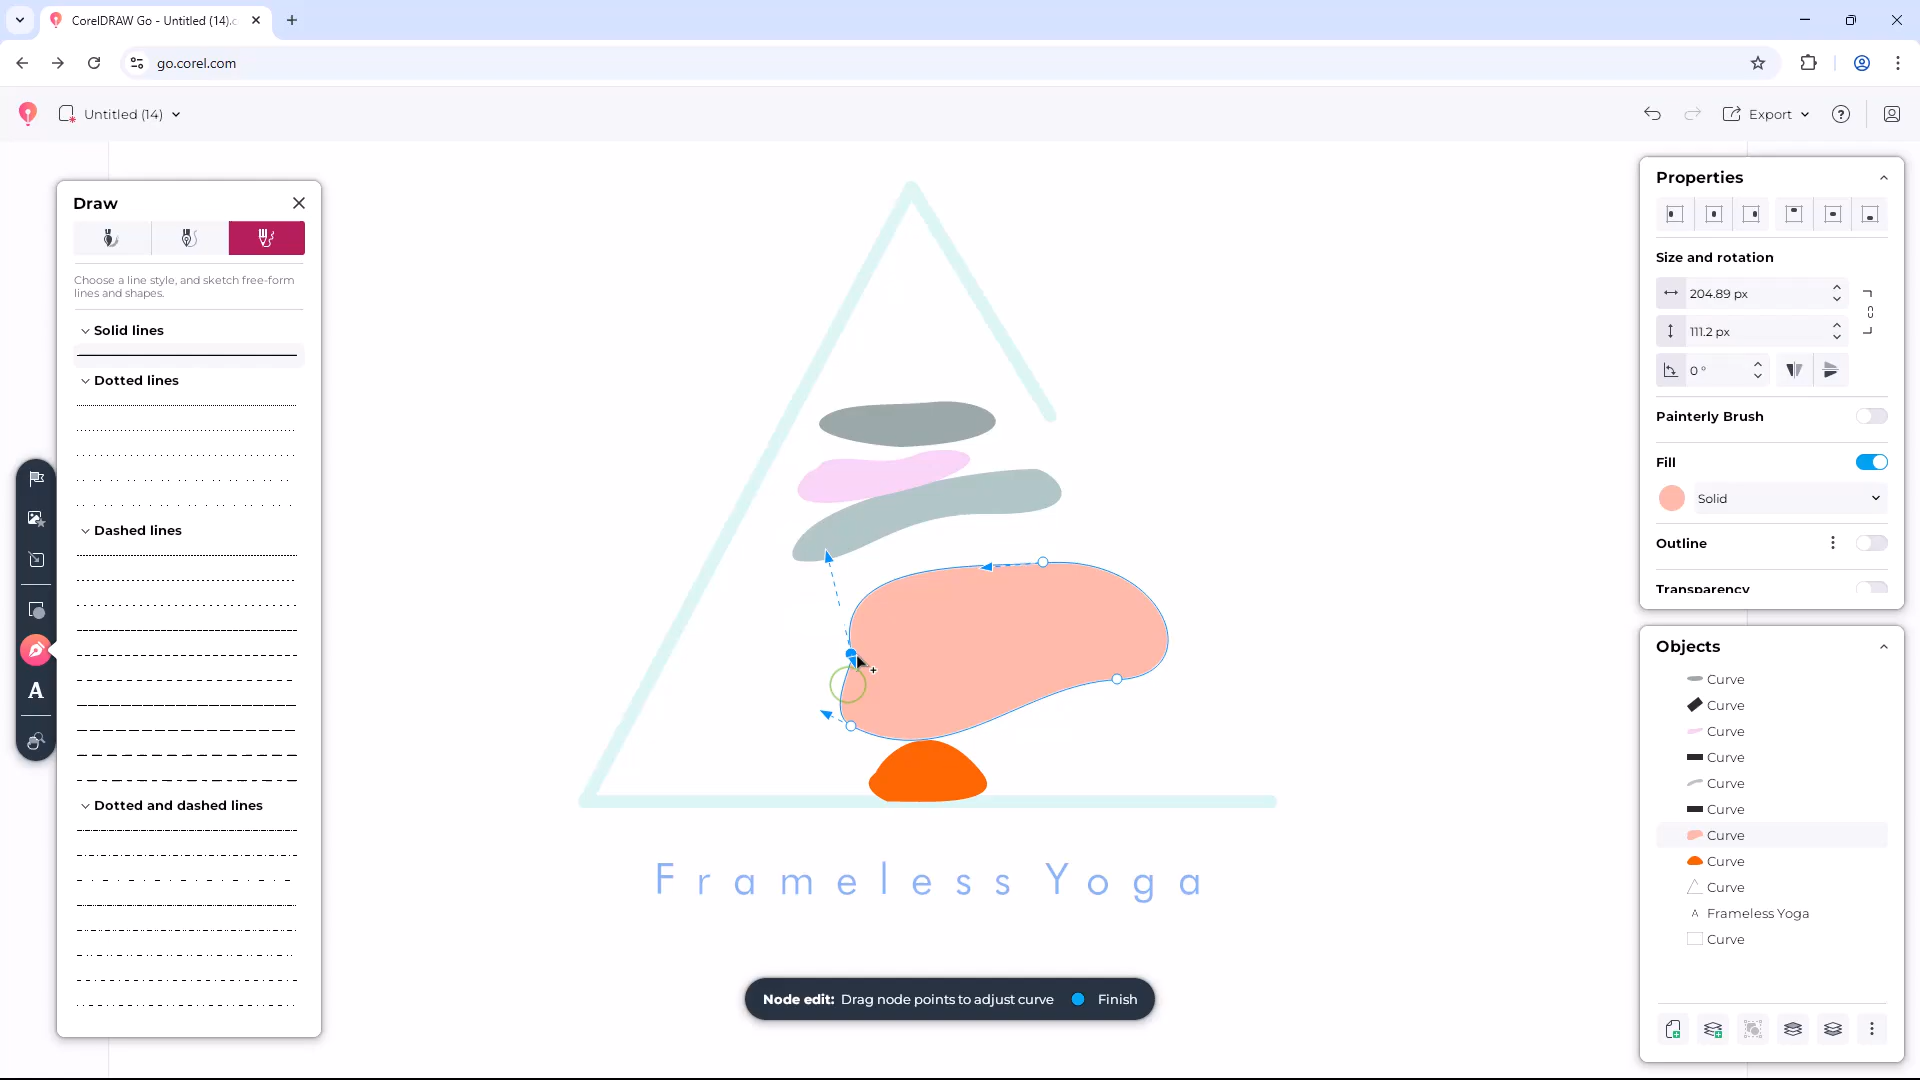 CorelDRAW Go - Untitled (14).c
go.corel.com
Untitled (14)
Export
Draw
Choose a line style, and sketch free-form
lines and shapes.
Solid lines
Dotted lines
Dashed lines
Dotted and dashed lines
A
Frameless Yoga
Node edit: Drag node points to adjust curve
Finish
Properties
Size and rotation
204.89 px
111.2 px
0 °
Painterly Brush
Fill
Solid
Outline
Transparency
Objects
Curve
Curve
Curve
Curve
Curve
Curve
Curve
Curve
Curve
A Frameless Yoga
Curve